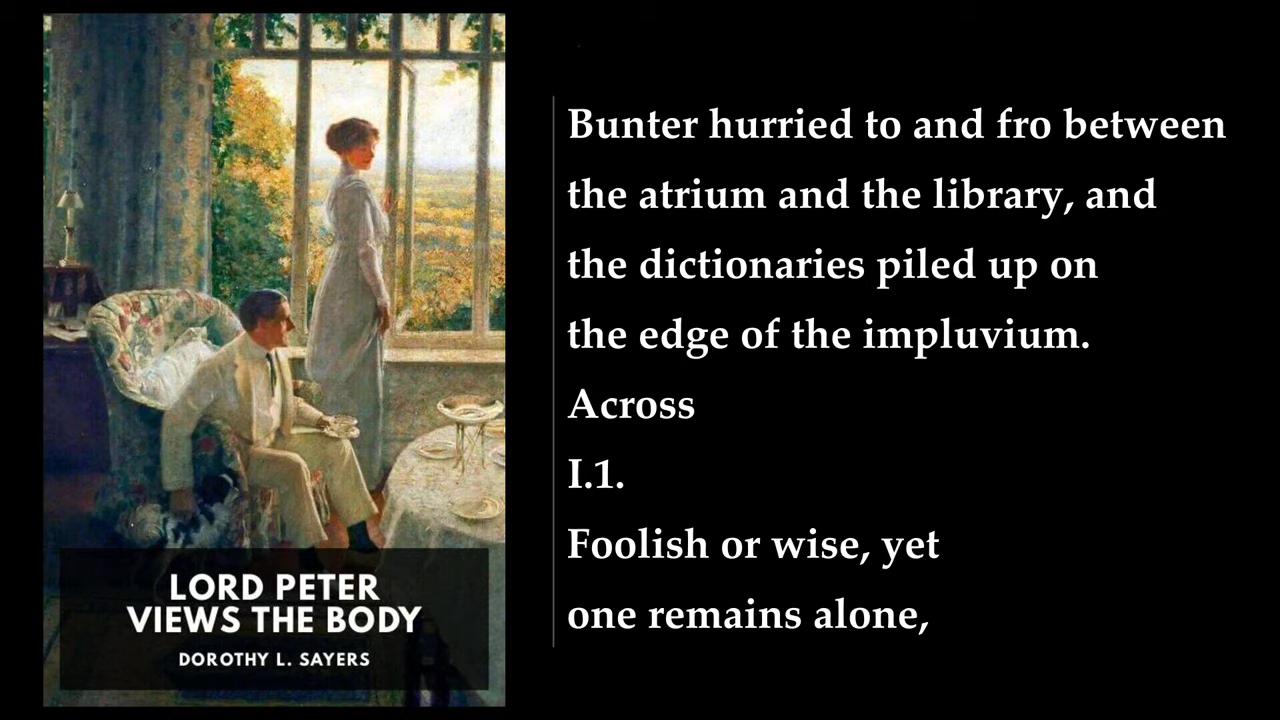 LORD PETER
VIEWS THE BODY
DOROTHY L. SAYERS
Bunter hurried to and fro between
the atrium and the library, and
the dictionaries piled up on
the edge of the impluvium.
Across
I.1.
Foolish or wise, yet
one remains alone,